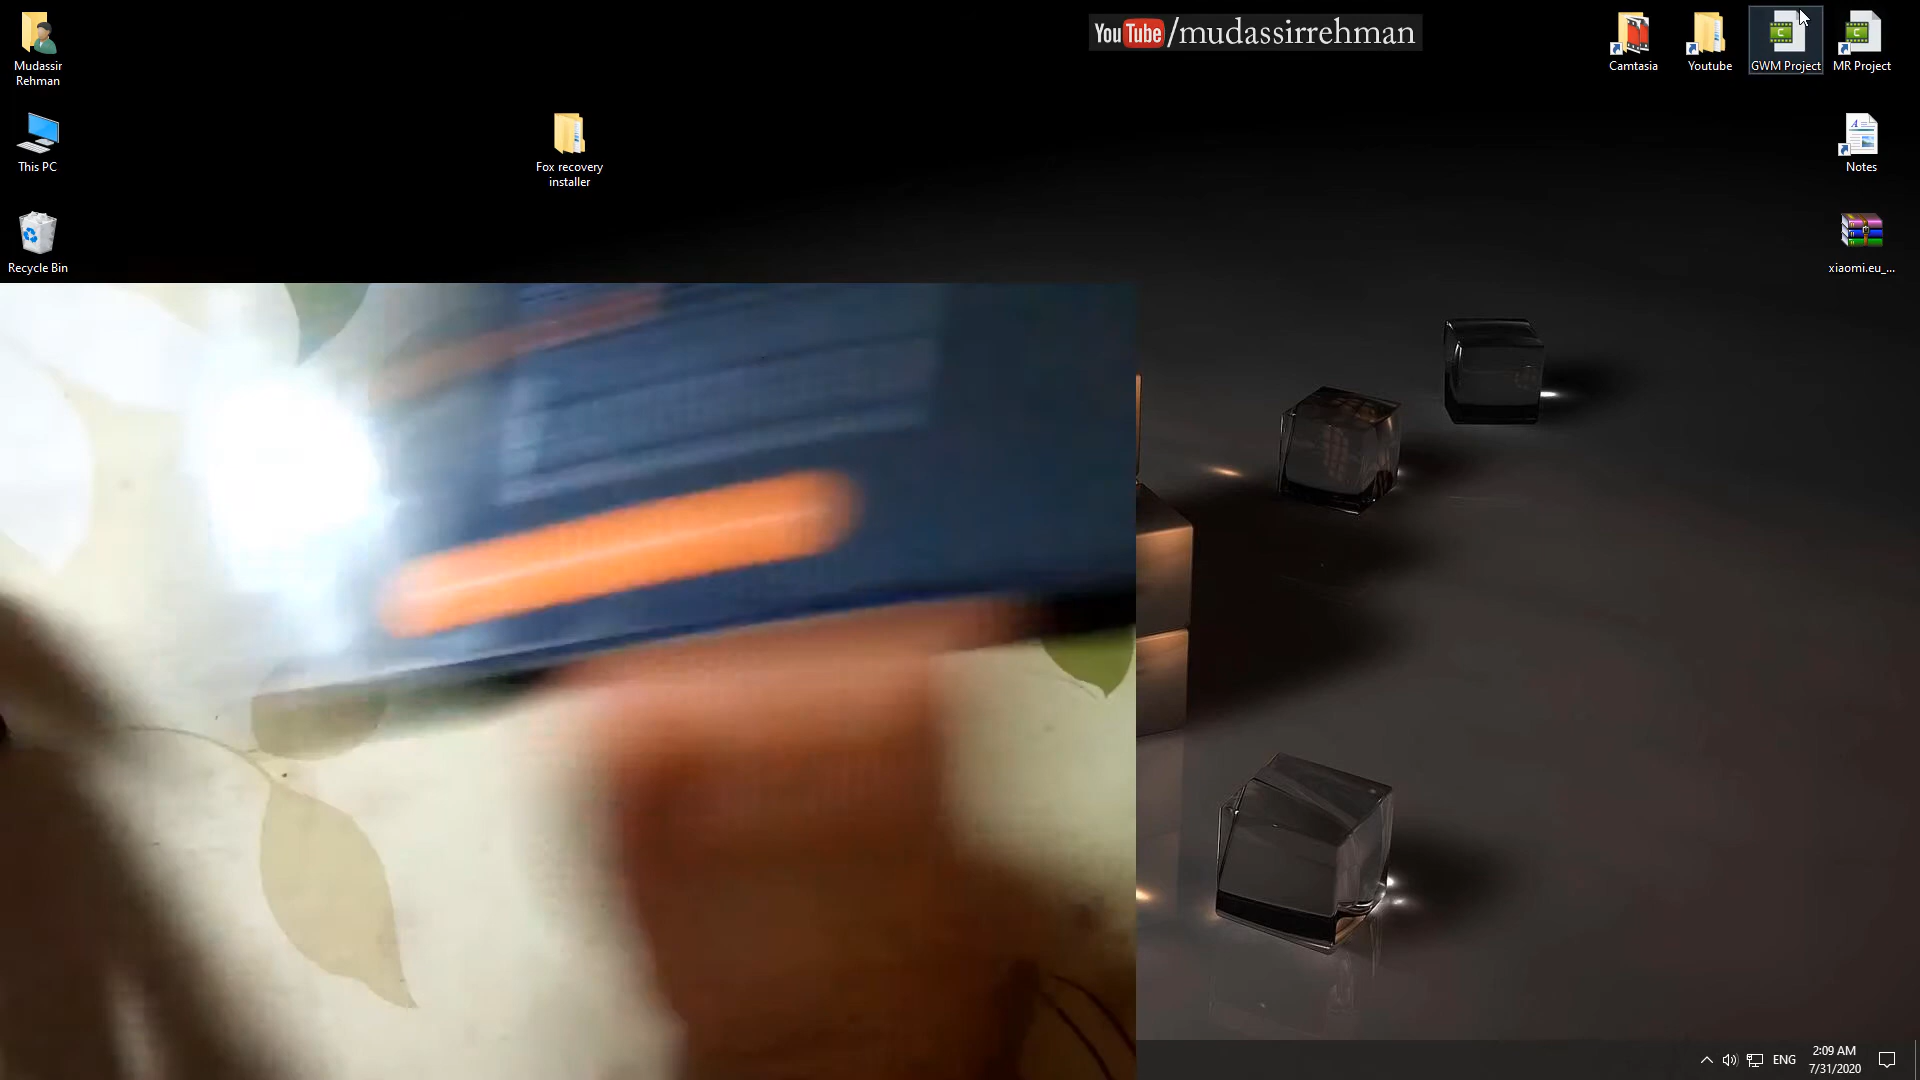 YouTube/mudassirrehman
Mudassir
Rehman
This PC
Recycle Bin
Fox recovery
installer
Camtasia
Youtube
GWM Project
MR Project
Notes
xiaomi.eu_...
ENG
2:09 AM
7/31/2020